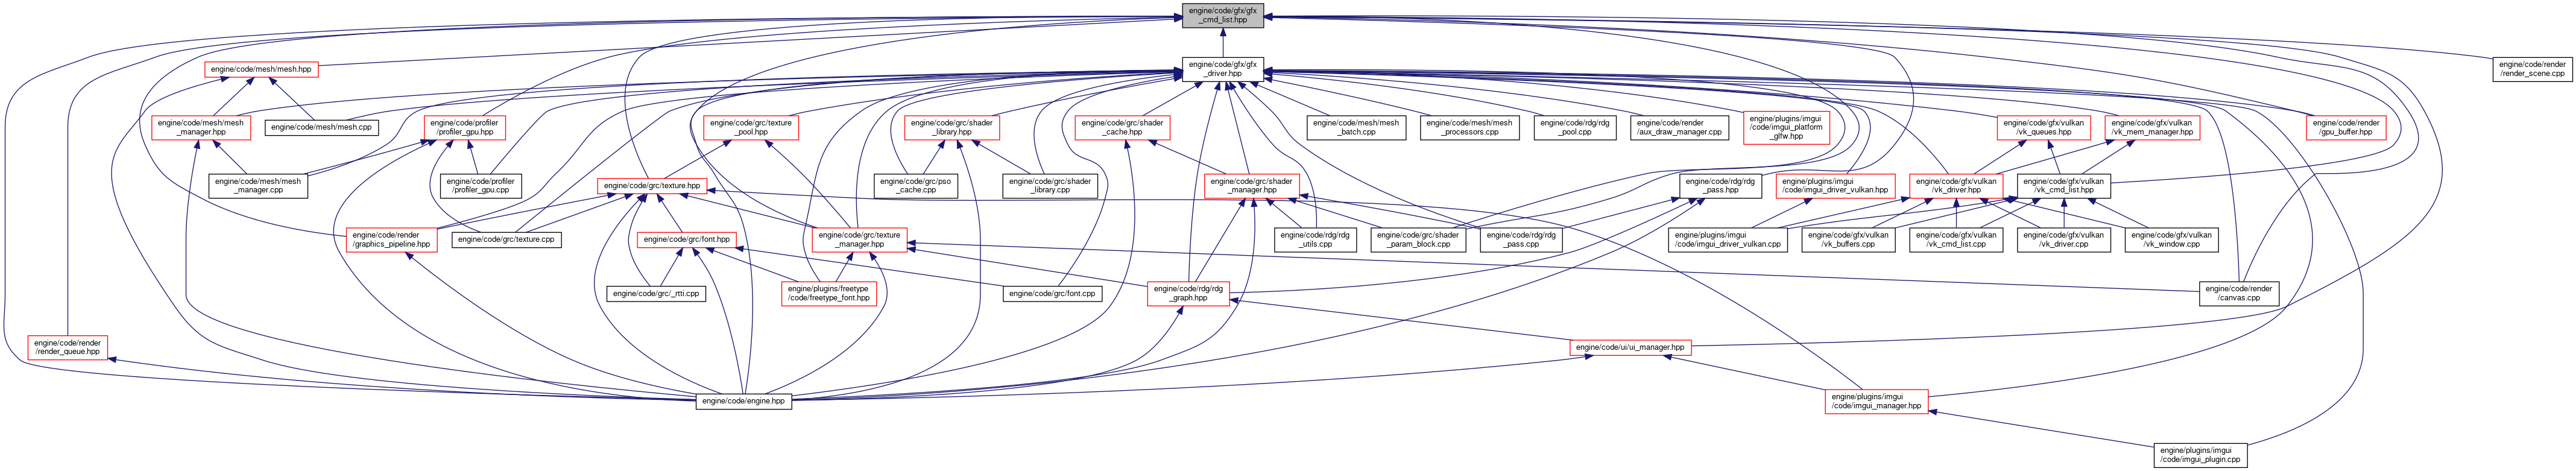 engine/code/gfx/gfx
_cmd_list.hpp
engine/code/mesh/mesh.hpp
engine/code/gfx/gfx
_driver.hpp
engine/code/render
/render_scene.cpp
engine/code/mesh/mesh
_manager.hpp
engine/code/mesh/mesh.cpp
engine/code/profiler
/profiler_gpu.hpp
engine/code/grc/texture
_pool.hpp
engine/code/grc/shader
_library.hpp
engine/code/grc/shader
_cache.hpp
engine/code/mesh/mesh
_batch.cpp
engine/code/mesh/mesh
_processors.cpp
engine/code/rdg/rdg
_pool.cpp
engine/code/render
/aux_draw_manager.cpp
engine/plugins/imgui
/code/imgui_platform
_glfw.hpp
engine/code/gfx/vulkan
/vk_queues.hpp
engine/code/gfx/vulkan
/vk_mem_manager.hpp
engine/code/render
/gpu_buffer.hpp
engine/code/mesh/mesh
_manager.cpp
engine/code/profiler
/profiler_gpu.cpp
engine/code/grc/texture.hpp
engine/code/grc/pso
_cache.cpp
engine/code/grc/shader
_library.cpp
engine/code/grc/shader
_manager.hpp
engine/code/rdg/rdg
_pass.hpp
engine/plugins/imgui
/code/imgui_driver_vulkan.hpp
engine/code/gfx/vulkan
/vk_driver.hpp
engine/code/gfx/vulkan
/vk_cmd_list.hpp
engine/code/render
/graphics_pipeline.hpp
engine/code/grc/texture.cpp
engine/code/grc/font.hpp
engine/code/grc/texture
_manager.hpp
engine/code/rdg/rdg
_utils.cpp
engine/code/grc/shader
_param_block.cpp
engine/code/rdg/rdg
_pass.cpp
engine/plugins/imgui
/code/imgui_driver_vulkan.cpp
engine/code/gfx/vulkan
/vk_buffers.cpp
engine/code/gfx/vulkan
/vk_cmd_list.cpp
engine/code/gfx/vulkan
/vk_driver.cpp
engine/code/gfx/vulkan
/vk_window.cpp
engine/code/grc/_rtti.cpp
engine/plugins/freetype
/code/freetype_font.hpp
engine/code/grc/font.cpp
engine/code/rdg/rdg
_graph.hpp
engine/code/render
/canvas.cpp
engine/code/render
/render_queue.hpp
engine/code/ui/ui_manager.hpp
engine/code/engine.hpp
engine/plugins/imgui
/code/imgui_manager.hpp
engine/plugins/imgui
/code/imgui_plugin.cpp